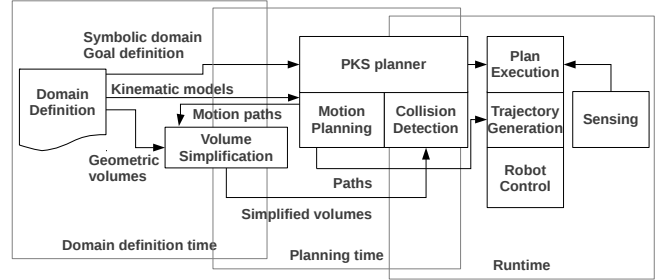 Symbolic domain
Goal definition
PKS planner
Plan
Execution
Domain
Definition
Kinematic models
Motion paths
Motion
Planning
Collision
Detection
Trajectory
Generation
Sensing
Volume
Simplification
Geometric
volumes
Robot
Control
Paths
Simplified volumes
Domain definition time
Planning time
Runtime